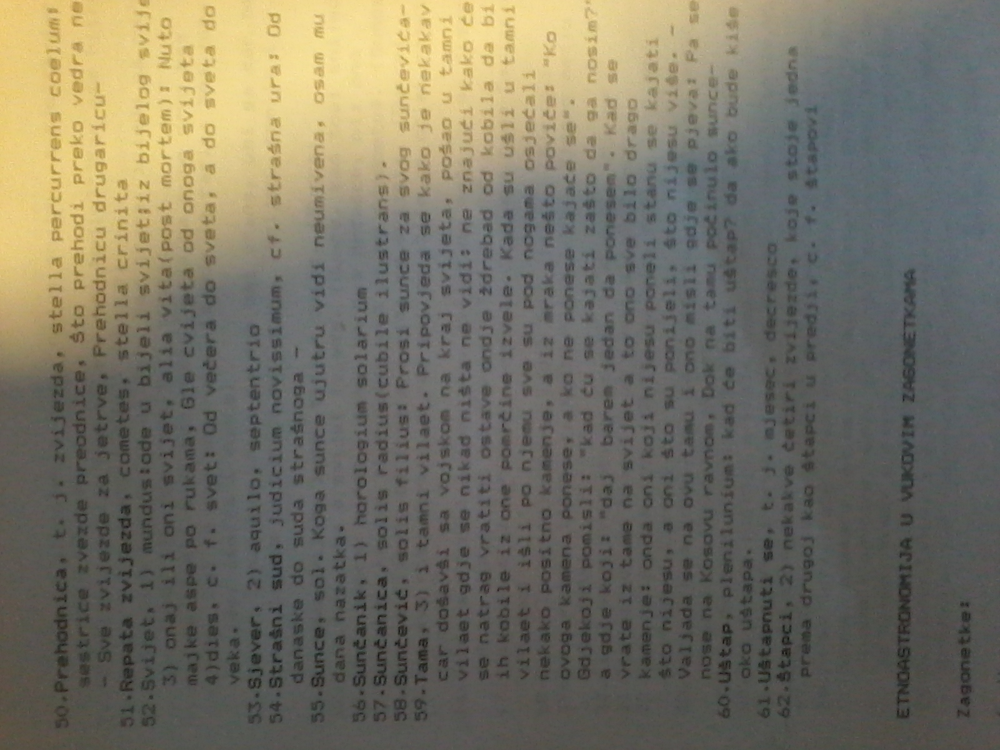 50.Prehodnica, t. j. zvijezda, stella percurrens coelum:
sestrice zvezde preodnice, Što prehodi preko vedra ne
- Sve zvijezde za jetrve, Prehodnicu drugaricu-
51.Repata zvijezda, cometes, stella crinita
52.Svijet, 1) mundus:ode u bijeli svijet;iz bijelog svije
3) onaj ili oni svijet, alia vita(post mortem): Nuto
majke aspe po rukama, Gle cvijeta od onoga svijeta
4)dies, c. f. svet: Od večera do sveta, a do sveta do
veka.
53.Sjever, 2) aquilo, septentrio
54.Strašni sud, judicium novissimum, cf. strašna ura: Od
danaske do suda strašnoga -
55.Sunce, sol. Koga sunce ujutru vidi neumivena, osam mu
dana nazatka.
56.Sunčanik, 1) horologium solarium
57.Sunčanica, solis radius(cubile ilustrans).
58.Sunčević, solis filius: Prosi sunce za svog sunčevića-
59.Tama, 3) i tamni vilaet. Pripovjeda se kako je nekakav
car došavši sa vojskom na kraj svijeta, pošao u tamni
vilaet gdje se nikad ništa ne vidi: ne znajući kako će
se natrag vratiti ostave ondje ždrebad od kobila da bi
ih kobile iz one pomrčine izvele. Kada su ušli u tamni
vilaet i išli po njemu sve su pod nogama osjećali
nekako positno kamenje, a iz mraka nešto poviče: "Ko
ovoga kamena ponese, a ko ne ponese kajaće se".
Gdjekoji pomisli: "kad ću se kajati zašto da ga nosim?"
a gdje koji: "daj barem jedan da ponesem". Kad se
vrate iz tame na svijet a to ono sve bilo drago
kamenje: onda oni koji nijesu poneli stanu se kajati
što nijesu, a oni što su ponijeli, što nijesu više. -
Valjada se na ovu tamu i ono misli gdje se pjeva: Pa se
nose na Kosovu ravnom, Dok na tamu počinulo sunce-
60.Uštap, plenilunium: kad će biti uštap? da ako bude kiše
oko uštapa.
61.Uštapnuti se, t. j. mjesec, decresco
62.Štapci, 2) nekakve četiri zvijezde, koje stoje jedna
prema drugoj kao štapci u predji, c. f. štapovi
ETNOASTRONOMIJA U VUKOVIM ZAGONETKAMA
Zagonetke: